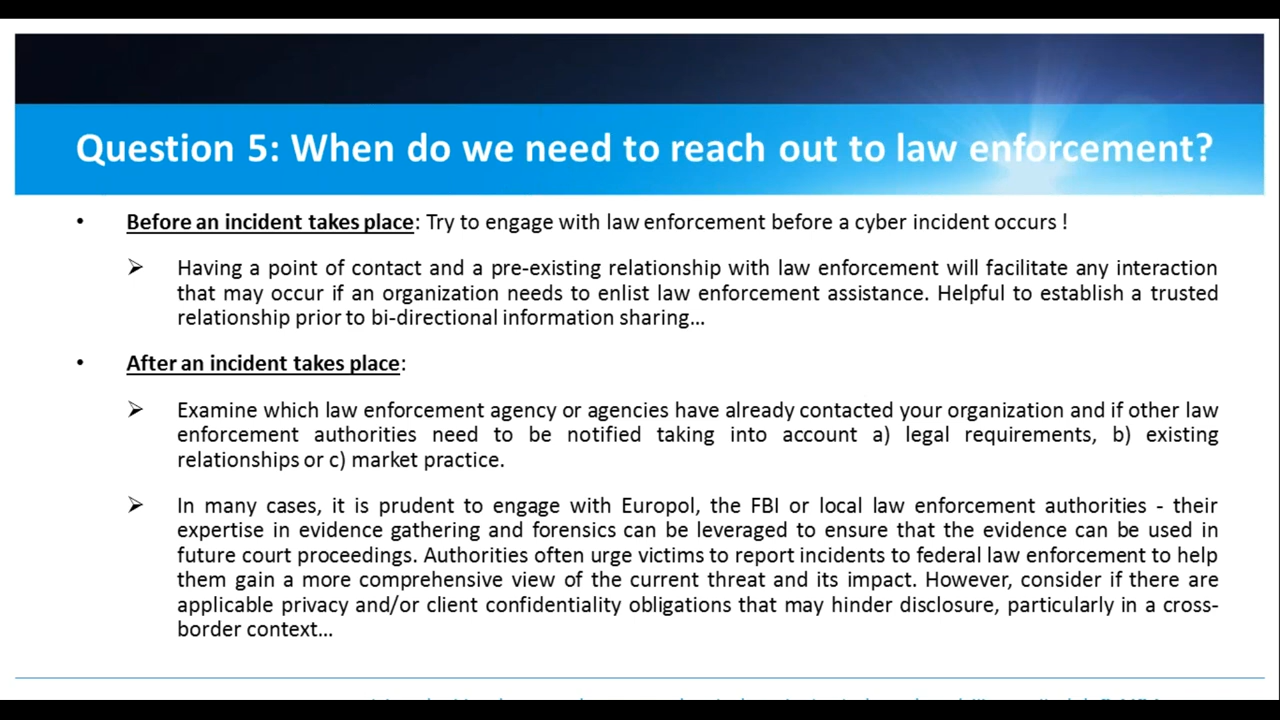 Question 5: When do we need to reach out to law enforcement?
• Before an incident takes place: Try to engage with law enforcement before a cyber incident occurs !
➢ Having a point of contact and a pre-existing relationship with law enforcement will facilitate any interaction
that may occur if an organization needs to enlist law enforcement assistance. Helpful to establish a trusted
relationship prior to bi-directional information sharing…
• After an incident takes place:
➢ Examine which law enforcement agency or agencies have already contacted your organization and if other law
enforcement authorities need to be notified taking into account a) legal requirements, b) existing
relationships or c) market practice.
➢ In many cases, it is prudent to engage with Europol, the FBI or local law enforcement authorities - their
expertise in evidence gathering and forensics can be leveraged to ensure that the evidence can be used in
future court proceedings. Authorities often urge victims to report incidents to federal law enforcement to help
them gain a more comprehensive view of the current threat and its impact. However, consider if there are
applicable privacy and/or client confidentiality obligations that may hinder disclosure, particularly in a cross-
border context…